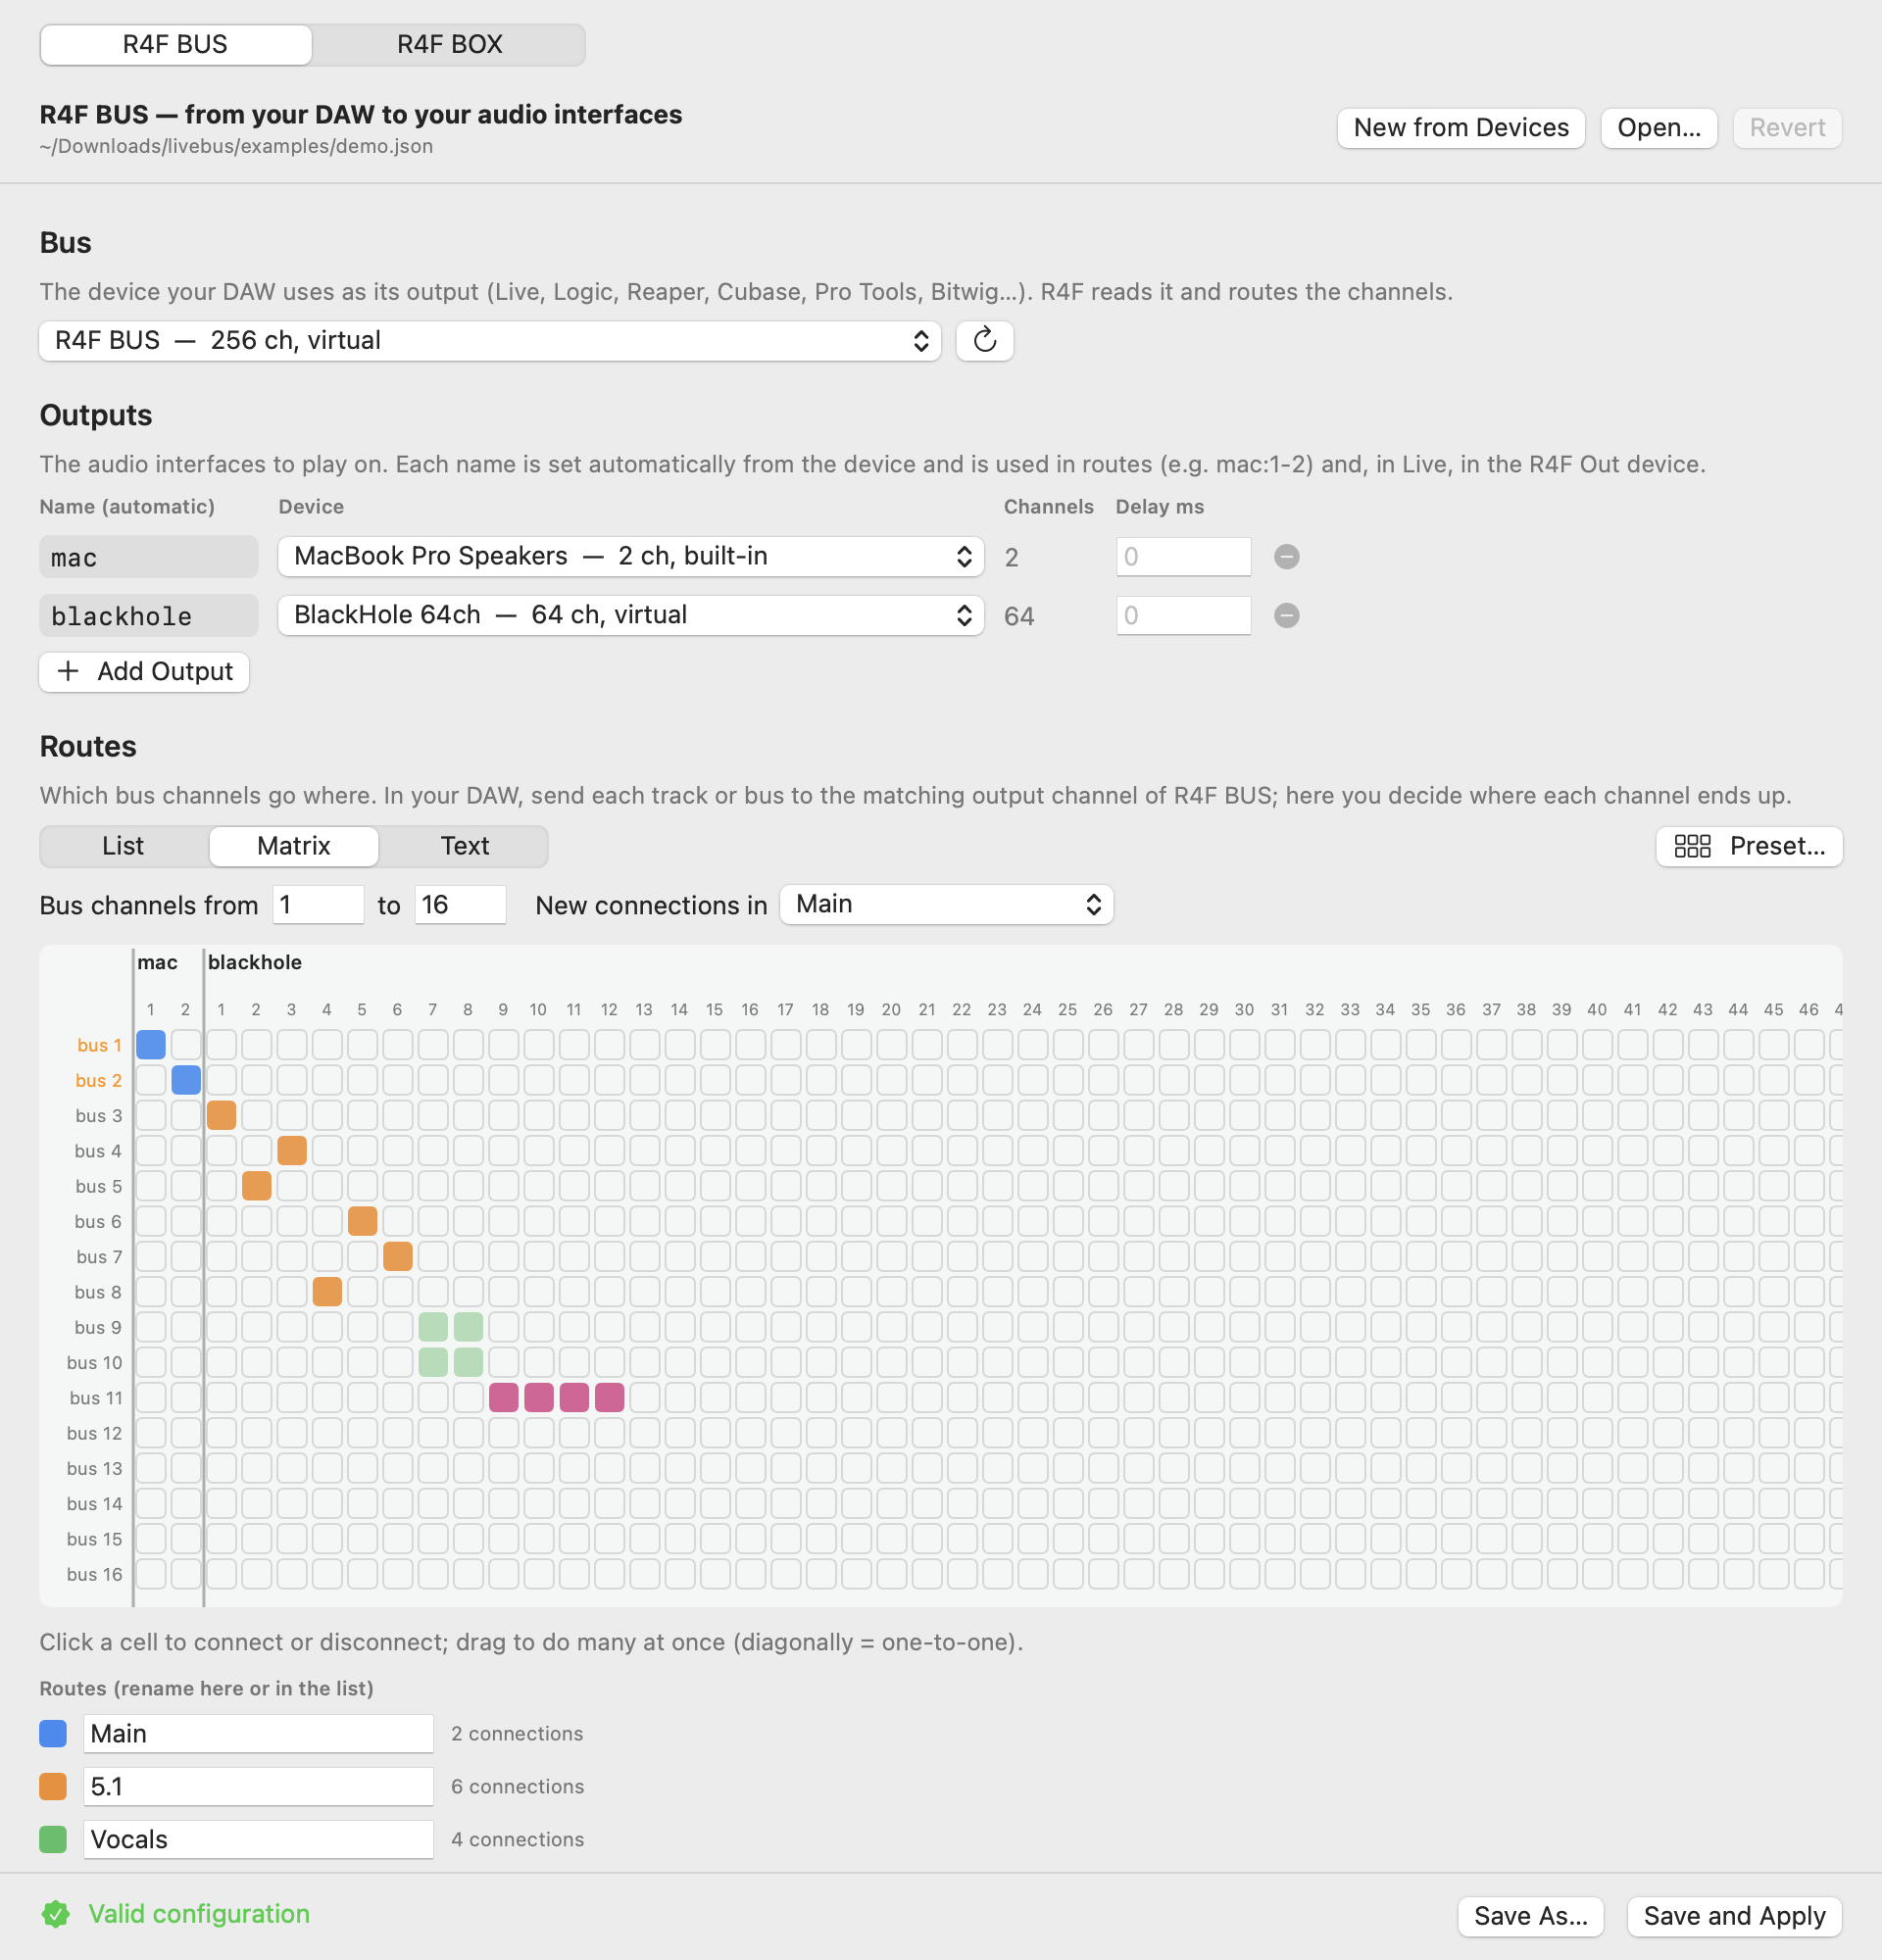 R4F BUS
R4F BOX
R4F BUS — from your DAW to your audio interfaces
~/Downloads/livebus/examples/demo.json
New from Devices
Open...
Revert
Bus
The device your DAW uses as its output (Live, Logic, Reaper, Cubase, Pro Tools, Bitwig...). R4F reads it and routes the channels.
R4F BUS — 256 ch, virtual
Outputs
The audio interfaces to play on. Each name is set automatically from the device and is used in routes (e.g. mac:1-2) and, in Live, in the R4F Out device.
Name (automatic) Device Channels Delay ms
mac MacBook Pro Speakers — 2 ch, built-in 2 0
blackhole BlackHole 64ch — 64 ch, virtual 64 0
+ Add Output
Routes
Which bus channels go where. In your DAW, send each track or bus to the matching output channel of R4F BUS; here you decide where each channel ends up.
List Matrix Text
Preset...
Bus channels from 1 to 16 New connections in Main
mac blackhole
1 2 1 2 3 4 5 6 7 8 9 10 11 12 13 14 15 16 17 18 19 20 21 22 23 24 25 26 27 28 29 30 31 32 33 34 35 36 37 38 39 40 41 42 43 44 45 46
bus 1
bus 2
bus 3
bus 4
bus 5
bus 6
bus 7
bus 8
bus 9
bus 10
bus 11
bus 12
bus 13
bus 14
bus 15
bus 16
Click a cell to connect or disconnect; drag to do many at once (diagonally = one-to-one).
Routes (rename here or in the list)
Main 2 connections
5.1 6 connections
Vocals 4 connections
Valid configuration
Save As...
Save and Apply